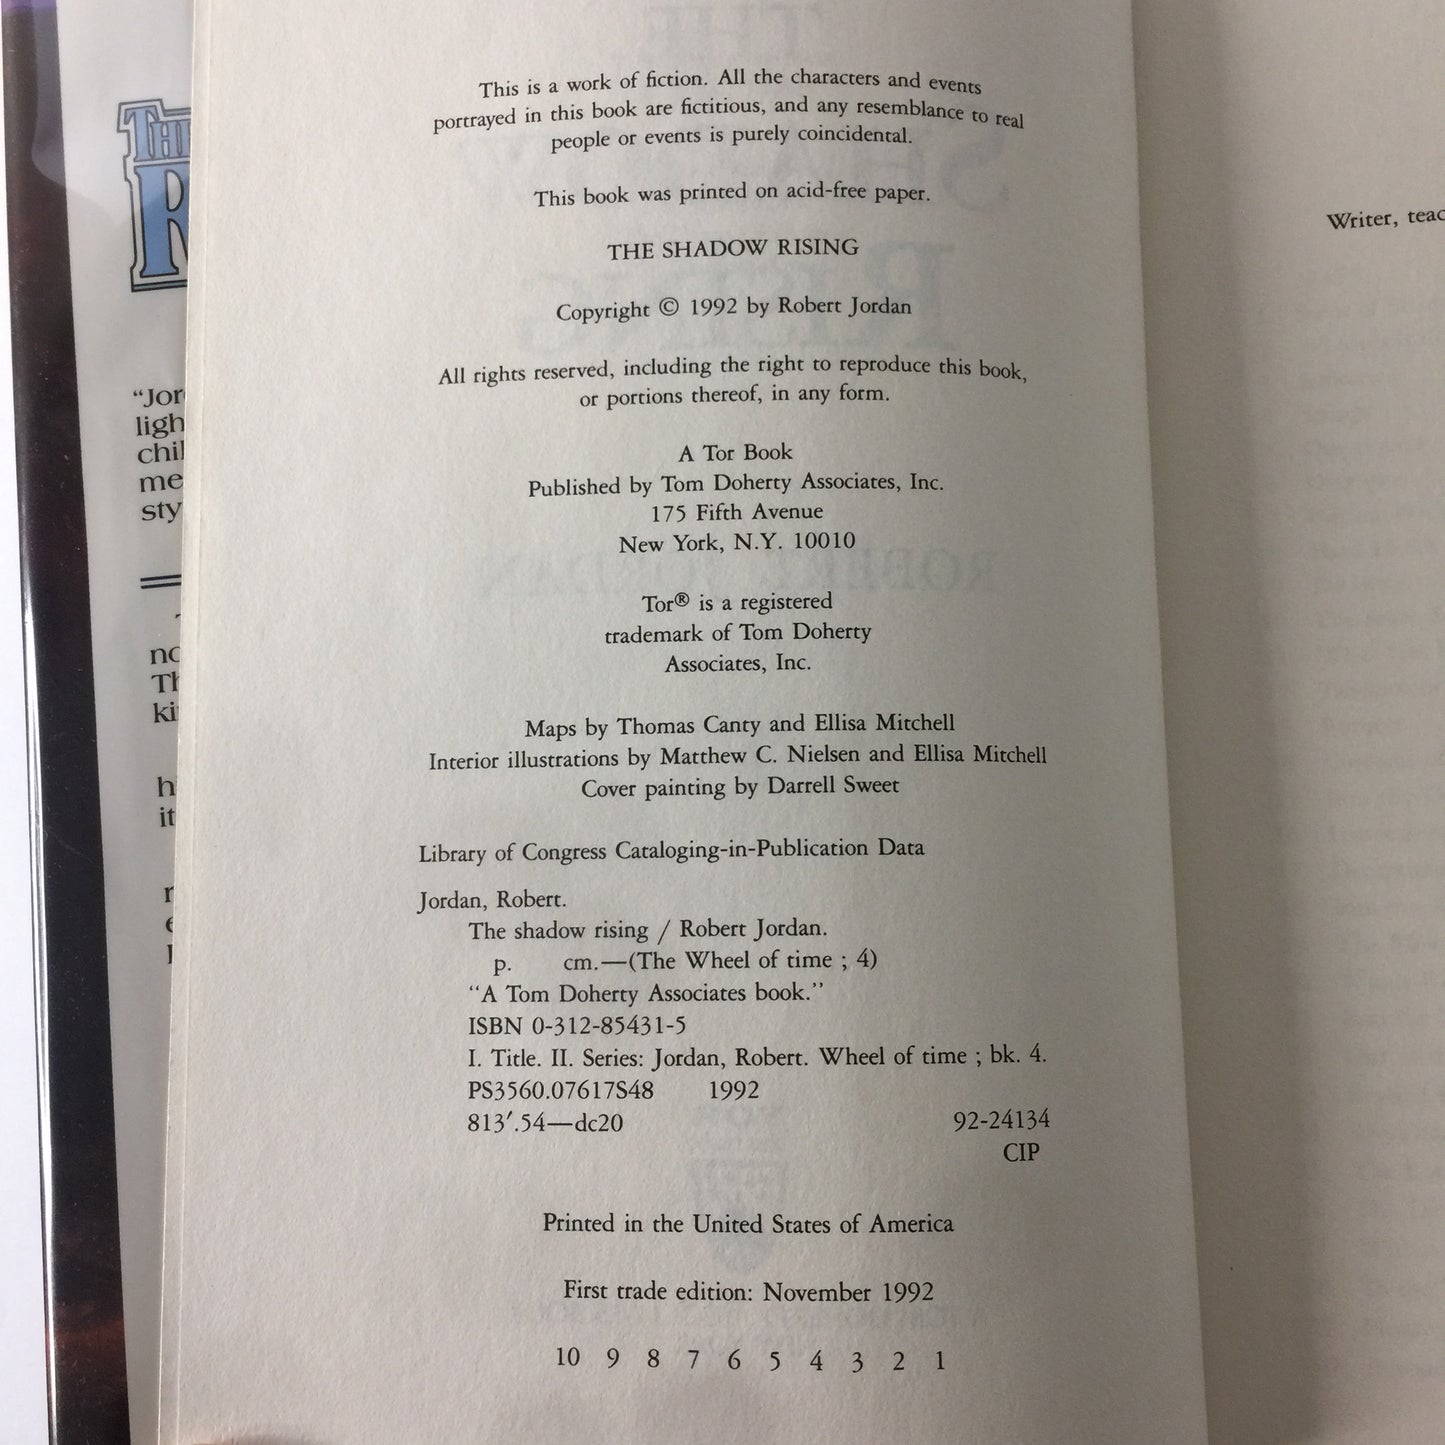 This is a work of fiction. All the characters and events
portrayed in this book are fictitious, and any resemblance to real
people or events is purely coincidental.
This book was printed on acid-free paper.
THE SHADOW RISING
Copyright © 1992 by Robert Jordan
All rights reserved, including the right to reproduce this book,
or portions thereof, in any form.
A Tor Book
Published by Tom Doherty Associates, Inc.
175 Fifth Avenue
New York, N.Y. 10010
Tor® is a registered
trademark of Tom Doherty
Associates, Inc.
Maps by Thomas Canty and Ellisa Mitchell
Interior illustrations by Matthew C. Nielsen and Ellisa Mitchell
Cover painting by Darrell Sweet
Library of Congress Cataloging-in-Publication Data
Jordan, Robert.
The shadow rising / Robert Jordan.
p. cm.—(The Wheel of time ; 4)
"A Tom Doherty Associates book."
ISBN 0-312-85431-5
I. Title. II. Series: Jordan, Robert. Wheel of time ; bk. 4.
PS3560.07617S48 1992
813′.54—dc20 92-24134
CIP
Printed in the United States of America
First trade edition: November 1992
10 9 8 7 6 5 4 3 2 1
Writer,